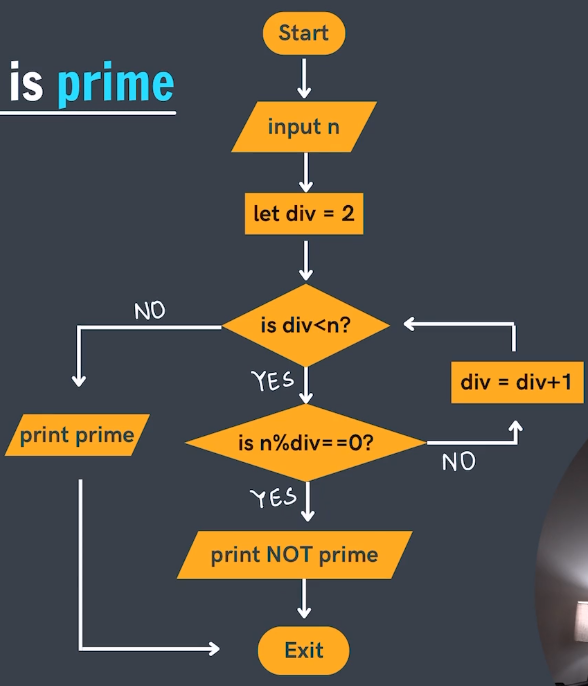 Start
is prime
input n
let div = 2
NO
is div<n?
YES
div = div+1
print prime
is n%div==0?
NO
YES
print NOT prime
Exit